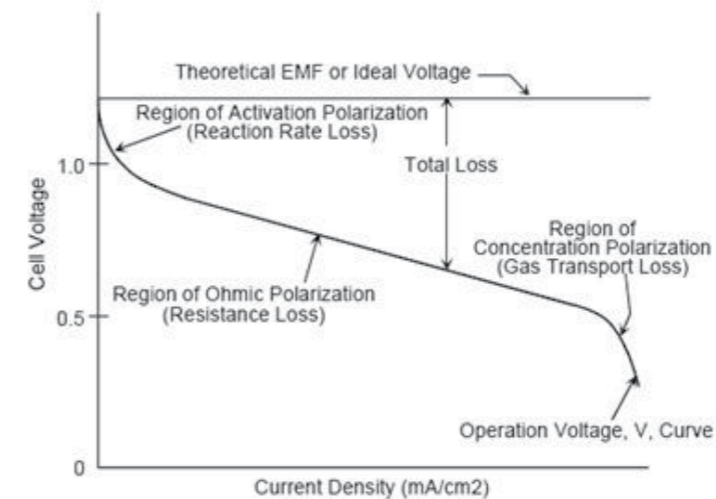 Theoretical EMF or Ideal Voltage
Region of Activation Polarization
(Reaction Rate Loss)
1.0
Total Loss
Cell Voltage
Region of
Concentration Polarization
(Gas Transport Loss)
Region of Ohmic Polarization
(Resistance Loss)
0.5
Operation Voltage, V, Curve
0
Current Density (mA/cm2)